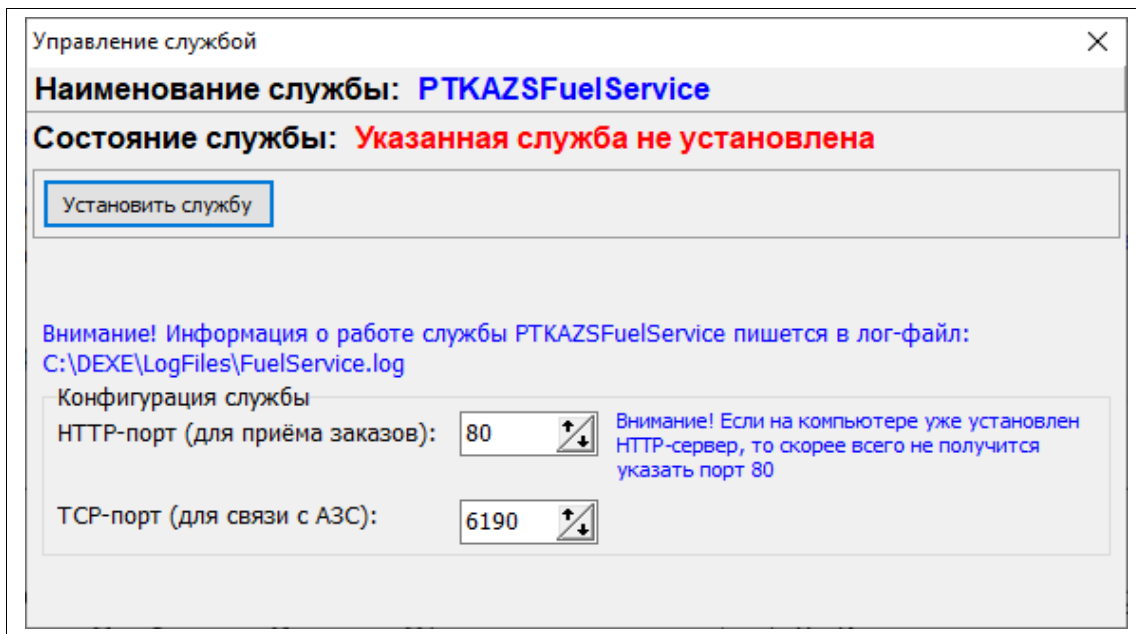 Управление службой
Наименование службы: PTKAZSFuelService
Состояние службы: Указанная служба не установлена
Установить службу
Внимание! Информация о работе службы PTKAZSFuelService пишется в лог-файл:
C:\DEXE\LogFiles\FuelService.log
Конфигурация службы
HTTP-порт (для приёма заказов): 80
Внимание! Если на компьютере уже установлен
HTTP-сервер, то скорее всего не получится
указать порт 80
TCP-порт (для связи с АЗС): 6190